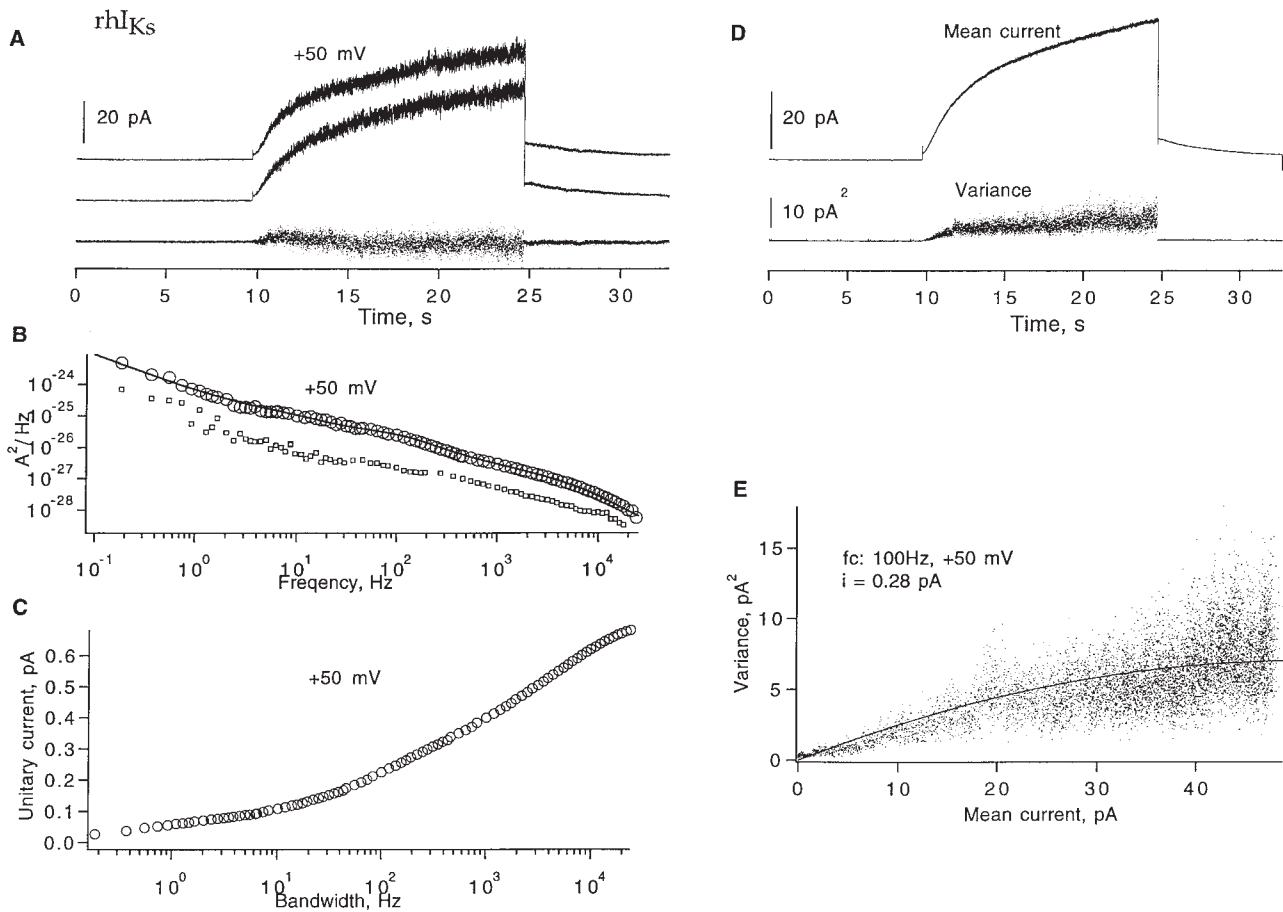 rhIKs
A
+50 mV
20 pA
0 5 10 15 20 25 30
Time, s
B
+50 mV
A²/Hz
10⁻²⁴
10⁻²⁵
10⁻²⁶
10⁻²⁷
10⁻²⁸
10⁻¹ 10⁰ 10¹ 10² 10³ 10⁴
Freqency, Hz
C
+50 mV
Unitary current, pA
0.6
0.5
0.4
0.3
0.2
0.1
0.0
10⁰ 10¹ 10² 10³ 10⁴
Bandwidth, Hz
D
Mean current
20 pA
Variance
10 pA²
0 5 10 15 20 25 30
Time, s
E
fc: 100Hz, +50 mV
i = 0.28 pA
Variance, pA²
15
10
5
0
0 10 20 30 40
Mean current, pA